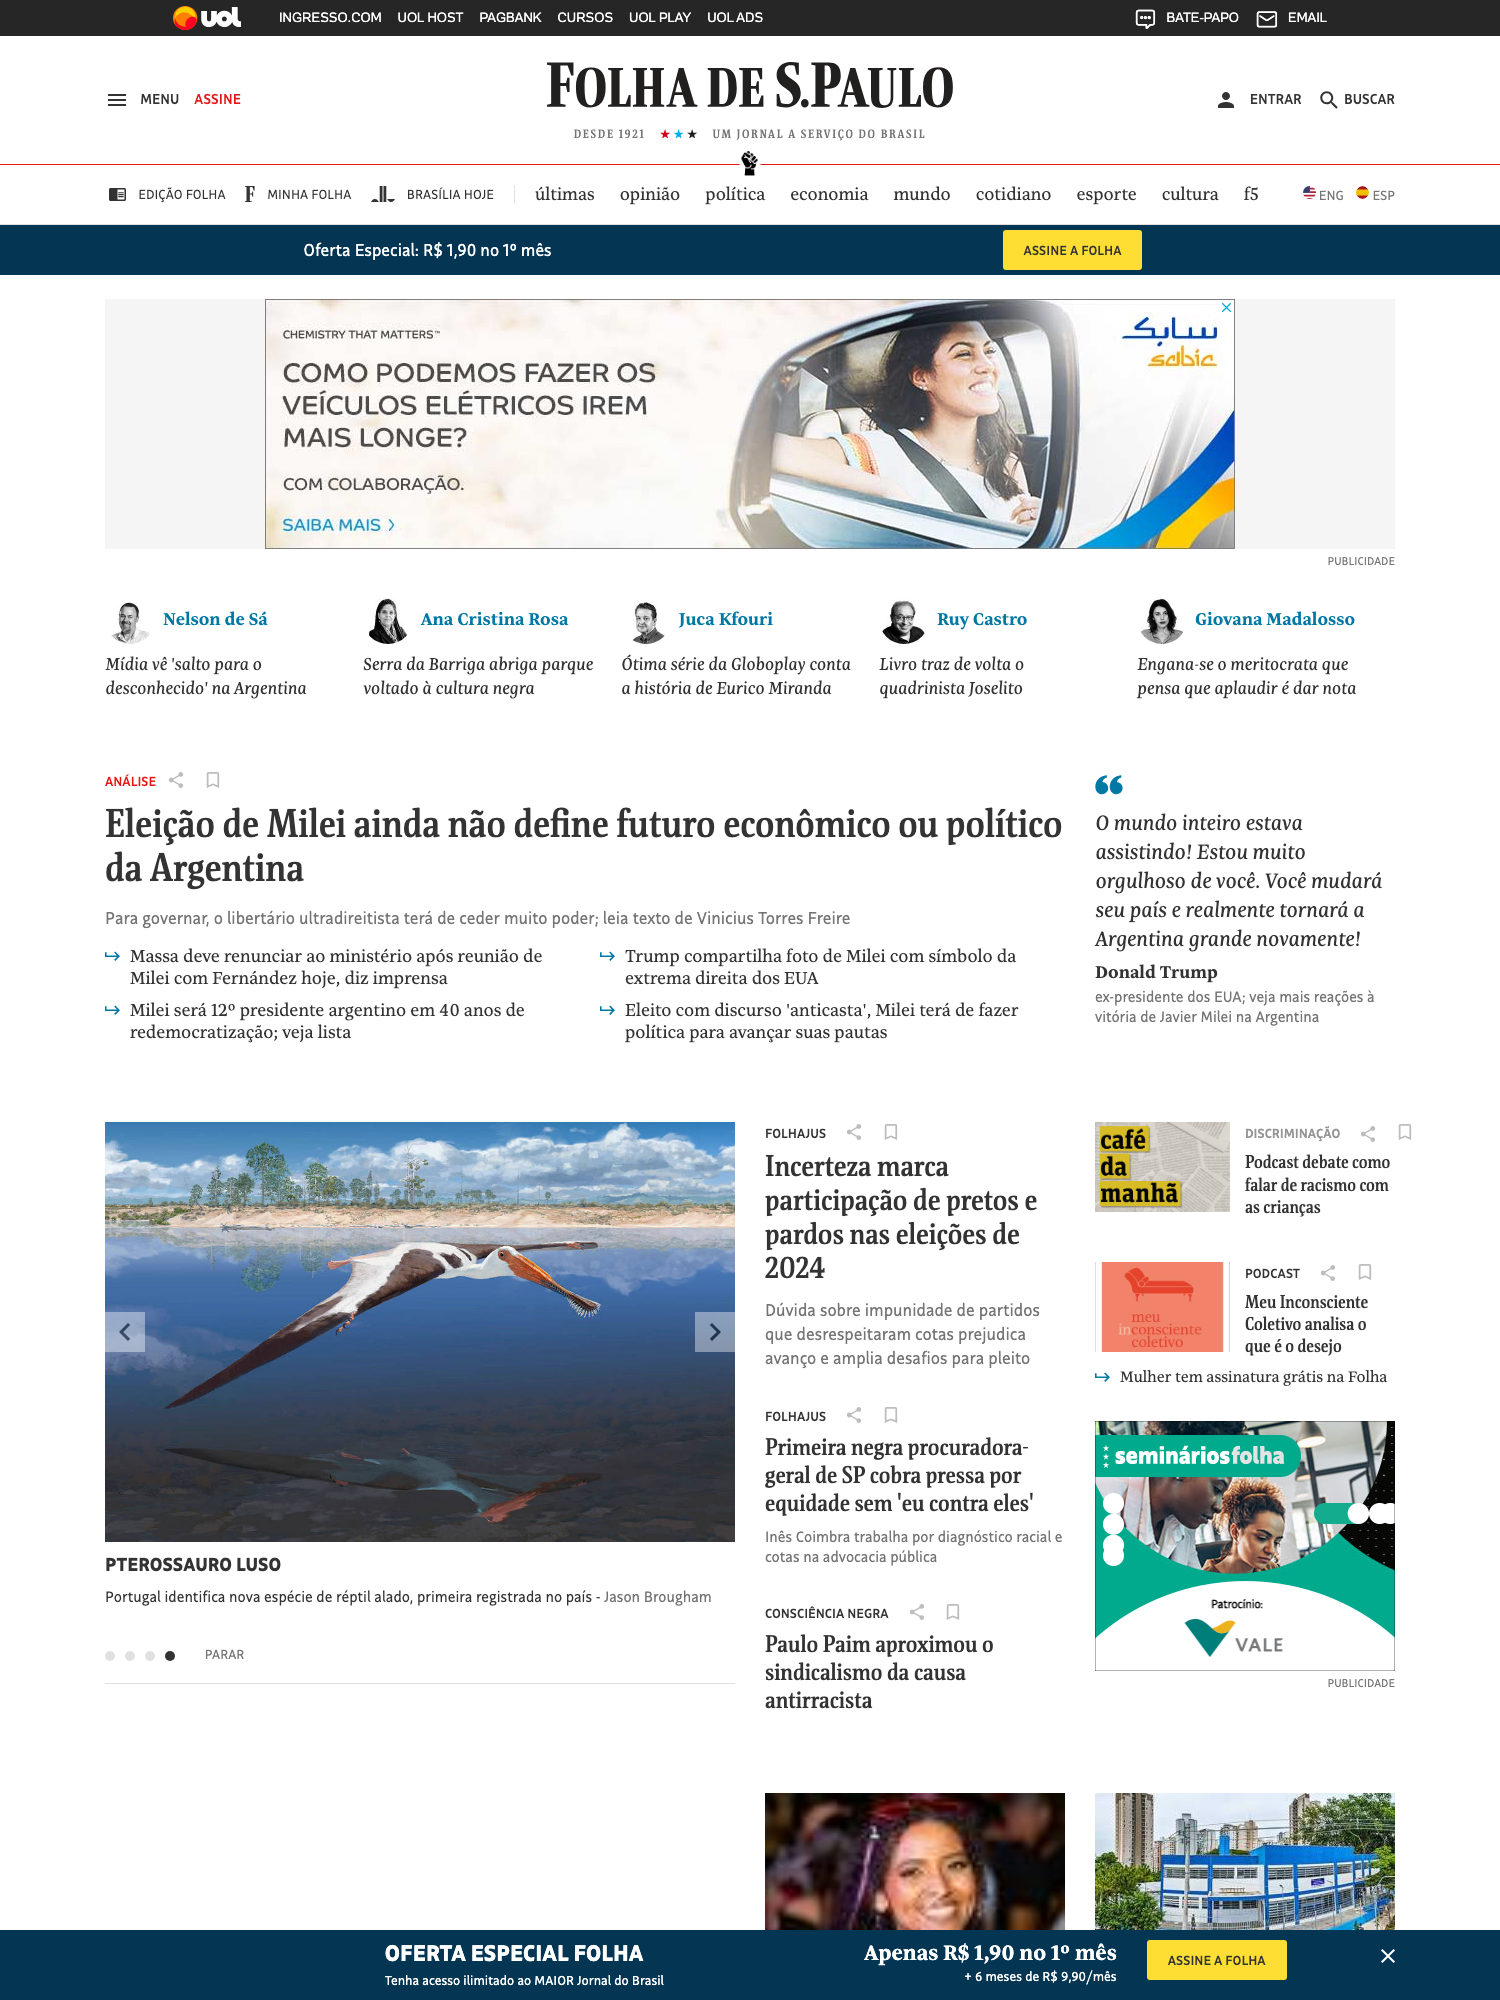 uol INGRESSO.COM UOL HOST PAGBANK CURSOS UOL PLAY UOL ADS BATE-PAPO EMAIL
MENU ASSINE FOLHA DE S.PAULO ENTRAR BUSCAR
DESDE 1921 ★★★ UM JORNAL A SERVIÇO DO BRASIL
EDIÇÃO FOLHA F MINHA FOLHA BRASÍLIA HOJE últimas opinião política economia mundo cotidiano esporte cultura f5 ENG ESP
Oferta Especial: R$ 1,90 no 1º mês ASSINE A FOLHA
CHEMISTRY THAT MATTERS™
COMO PODEMOS FAZER OS
VEÍCULOS ELÉTRICOS IREM
MAIS LONGE?
COM COLABORAÇÃO.
SAIBA MAIS >
سابك
sabic
PUBLICIDADE
Nelson de Sá
Mídia vê 'salto para o
desconhecido' na Argentina
Ana Cristina Rosa
Serra da Barriga abriga parque
voltado à cultura negra
Juca Kfouri
Ótima série da Globoplay conta
a história de Eurico Miranda
Ruy Castro
Livro traz de volta o
quadrinista Joselito
Giovana Madalosso
Engana-se o meritocrata que
pensa que aplaudir é dar nota
ANÁLISE
Eleição de Milei ainda não define futuro econômico ou político
da Argentina
Para governar, o libertário ultradireitista terá de ceder muito poder; leia texto de Vinicius Torres Freire
Massa deve renunciar ao ministério após reunião de
Milei com Fernández hoje, diz imprensa
Milei será 12º presidente argentino em 40 anos de
redemocratização; veja lista
Trump compartilha foto de Milei com símbolo da
extrema direita dos EUA
Eleito com discurso 'anticasta', Milei terá de fazer
política para avançar suas pautas
“
O mundo inteiro estava
assistindo! Estou muito
orgulhoso de você. Você mudará
seu país e realmente tornará a
Argentina grande novamente!
Donald Trump
ex-presidente dos EUA; veja mais reações à
vitória de Javier Milei na Argentina
PTEROSSAURO LUSO
Portugal identifica nova espécie de réptil alado, primeira registrada no país - Jason Brougham
PARAR
FOLHAJUS
Incerteza marca
participação de pretos e
pardos nas eleições de
2024
Dúvida sobre impunidade de partidos
que desrespeitaram cotas prejudica
avanço e amplia desafios para pleito
FOLHAJUS
Primeira negra procuradora-
geral de SP cobra pressa por
equidade sem 'eu contra eles'
Inês Coimbra trabalha por diagnóstico racial e
cotas na advocacia pública
CONSCIÊNCIA NEGRA
Paulo Paim aproximou o
sindicalismo da causa
antirracista
café
da
manhã
DISCRIMINAÇÃO
Podcast debate como
falar de racismo com
as crianças
meu
inconsciente
coletivo
PODCAST
Meu Inconsciente
Coletivo analisa o
que é o desejo
Mulher tem assinatura grátis na Folha
semináriosfolha
Patrocínio:
VALE
PUBLICIDADE
OFERTA ESPECIAL FOLHA
Tenha acesso ilimitado ao MAIOR Jornal do Brasil
Apenas R$ 1,90 no 1º mês
+ 6 meses de R$ 9,90/mês
ASSINE A FOLHA